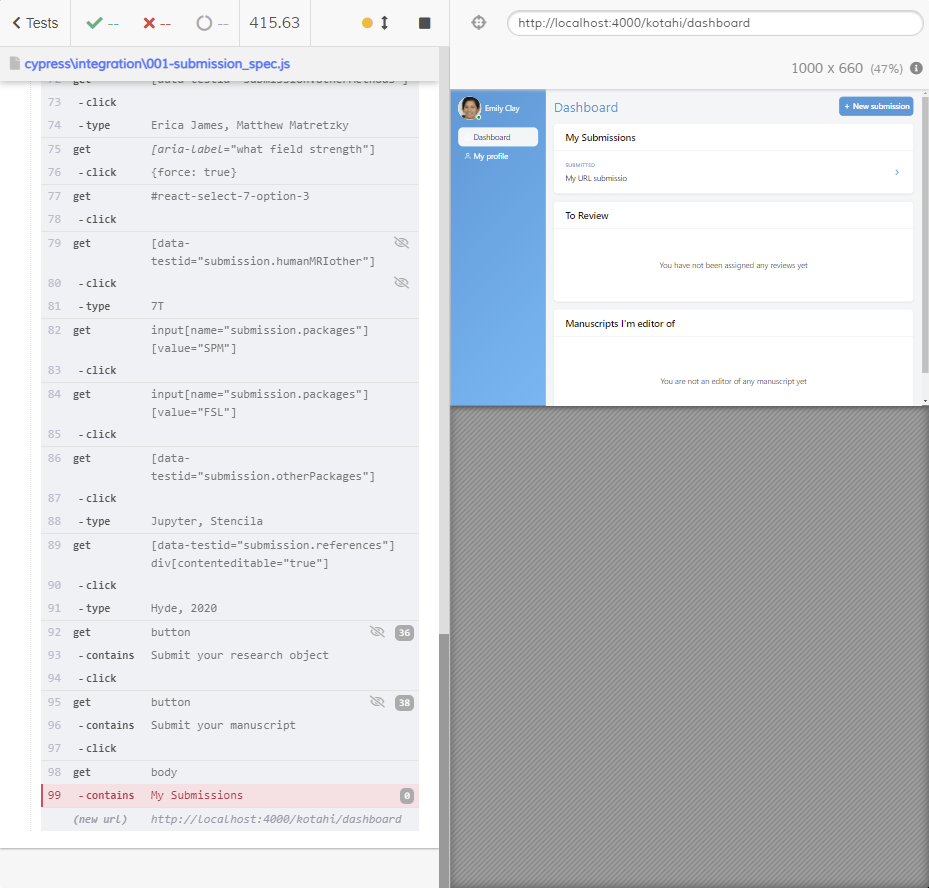 Tests
--
--
--
415.63
cypress\integration\001-submission_spec.js
73 -click
74 -type Erica James, Matthew Matretzky
75 get [aria-label="what field strength"]
76 -click {force: true}
77 get #react-select-7-option-3
78 -click
79 get [data-
testid="submission.humanMRIother"]
80 -click
81 -type 7T
82 get input[name="submission.packages"]
[value="SPM"]
83 -click
84 get input[name="submission.packages"]
[value="FSL"]
85 -click
86 get [data-
testid="submission.otherPackages"]
87 -click
88 -type Jupyter, Stencila
89 get [data-testid="submission.references"]
div[contenteditable="true"]
90 -click
91 -type Hyde, 2020
92 get button 36
93 -contains Submit your research object
94 -click
95 get button 38
96 -contains Submit your manuscript
97 -click
98 get body
99 -contains My Submissions 0
(new url) http://localhost:4000/kotahi/dashboard
http://localhost:4000/kotahi/dashboard
1000 x 660 (47%)
Emily Clay
Dashboard
My profile
Dashboard
+ New submission
My Submissions
SUBMITTED
My URL submissio
To Review
You have not been assigned any reviews yet
Manuscripts I'm editor of
You are not an editor of any manuscript yet